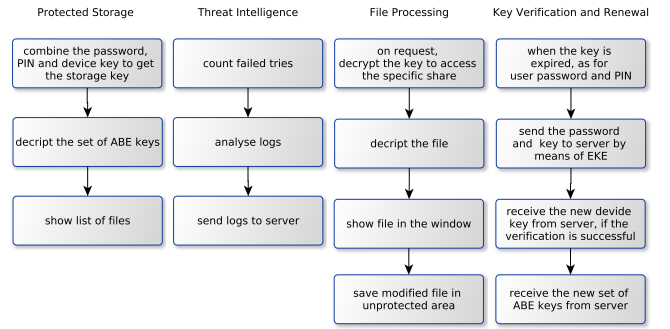 Protected Storage
combine the password,
PIN and device key to get
the storage key
decript the set of ABE keys
show list of files
Threat Intelligence
count failed tries
analyse logs
send logs to server
File Processing
on request,
decrypt the key to access
the specific share
decript the file
show file in the window
save modified file in
unprotected area
Key Verification and Renewal
when the key is
expired, as for
user password and PIN
send the password
and  key to server by
means of EKE
receive the new devide
key from server, if the
verification is successful
receive the new set of
ABE keys from server